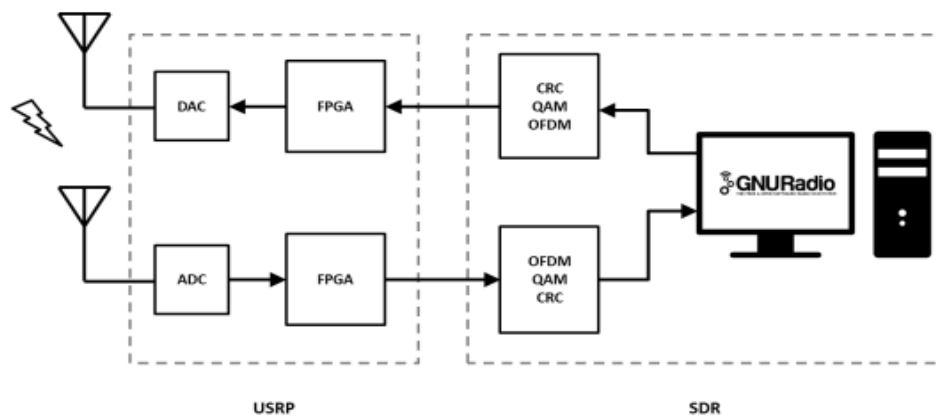 DAC
FPGA
CRC
QAM
OFDM
GNURadio
ADC
FPGA
OFDM
QAM
CRC
USRP
SDR